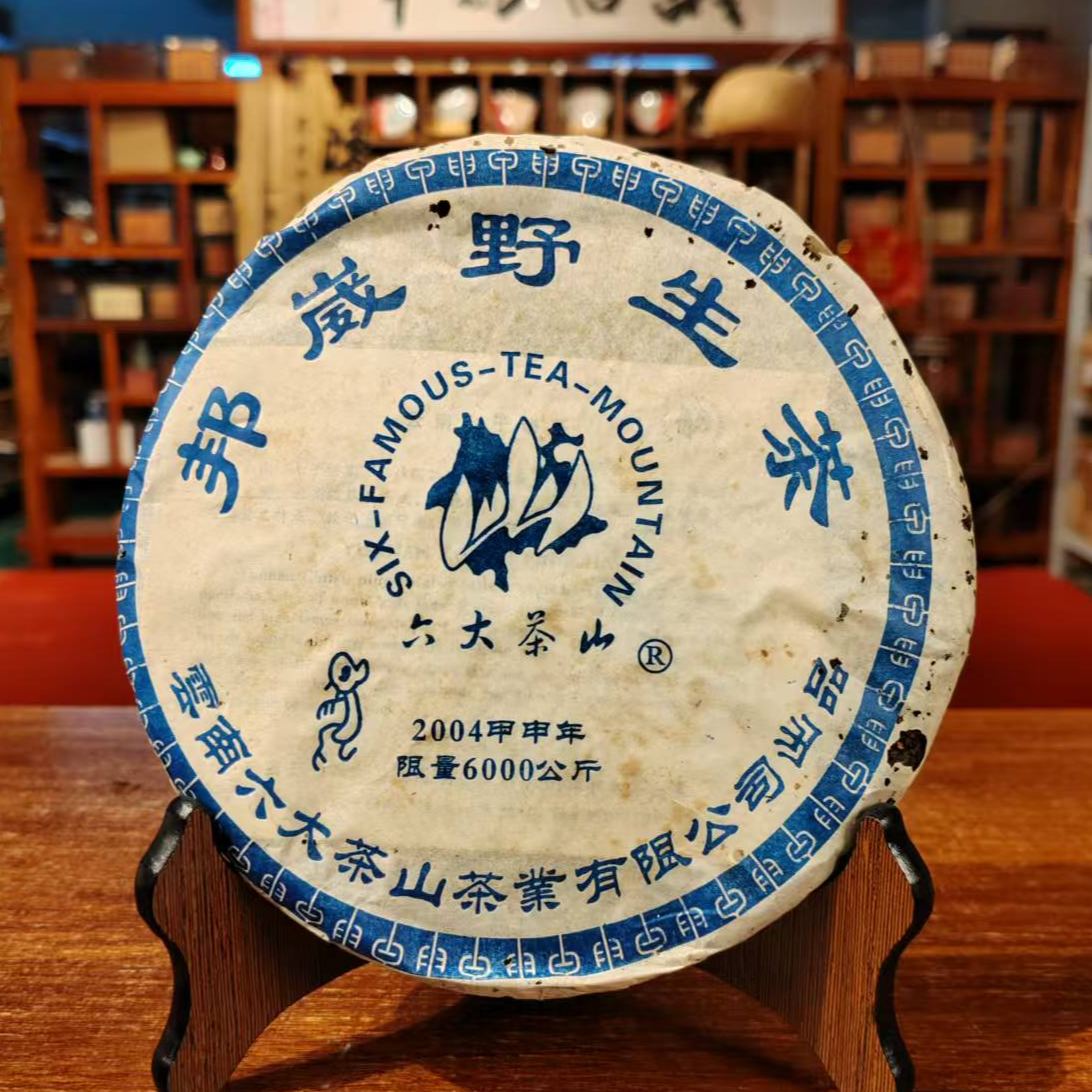 邦崴野生茶
SIX-FAMOUS-TEA-MOUNTAIN
六大茶山
®
2004甲申年
限量6000公斤
雲南六大茶山茶業有限公司出品